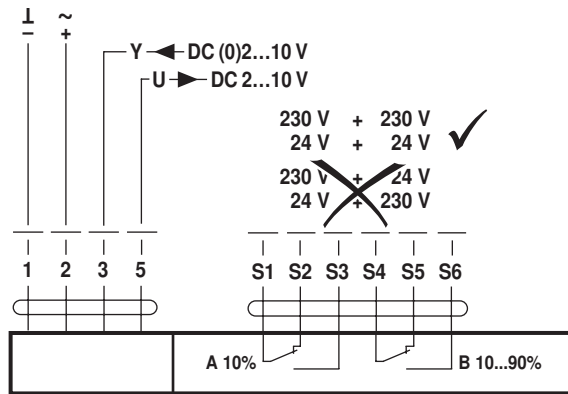 ⊥ ~
− +
Y DC (0)2...10 V
U DC 2...10 V
230 V + 230 V
24 V + 24 V
230 V + 24 V
24 V + 230 V
1 2 3 5 S1 S2 S3 S4 S5 S6
A 10% B 10...90%